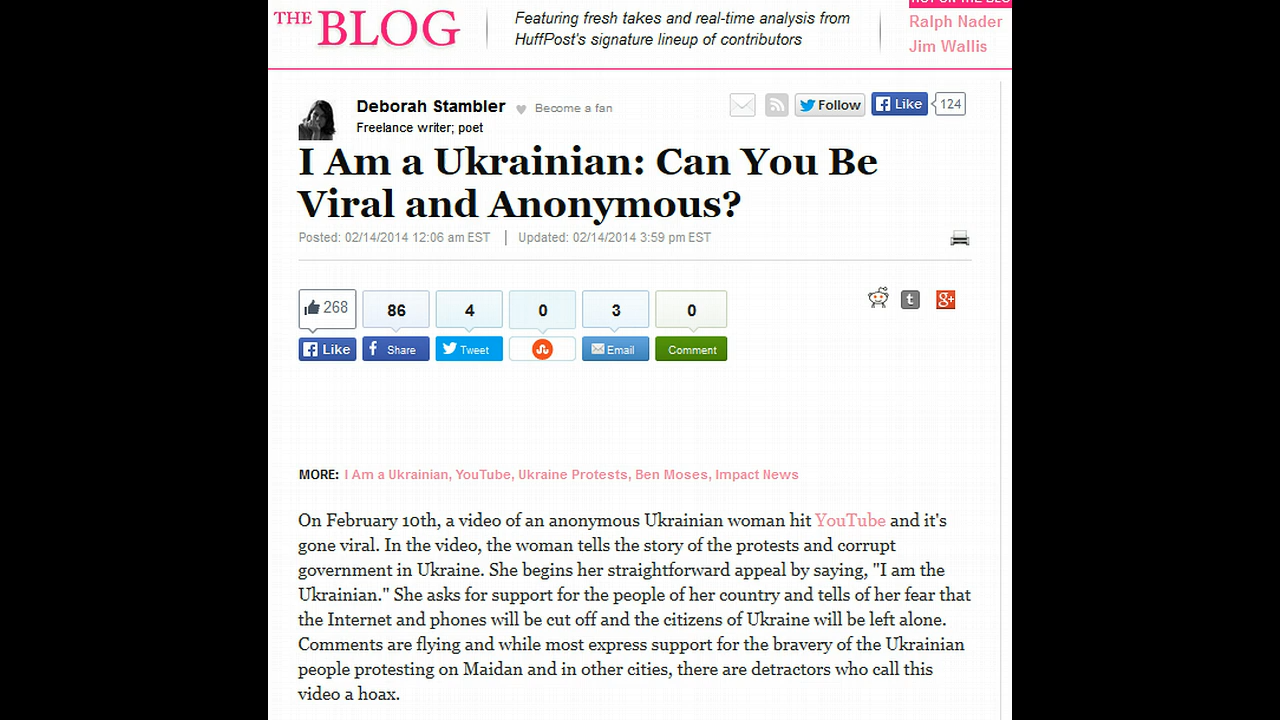 THE BLOG
Featuring fresh takes and real-time analysis from
HuffPost's signature lineup of contributors
Ralph Nader
Jim Wallis
Deborah Stambler
Become a fan
Follow
Like
124
Freelance writer; poet
I Am a Ukrainian: Can You Be
Viral and Anonymous?
Posted: 02/14/2014 12:06 am EST | Updated: 02/14/2014 3:59 pm EST
268
86
4
0
3
0
Like
Share
Tweet
Email
Comment
MORE: I Am a Ukrainian, YouTube, Ukraine Protests, Ben Moses, Impact News
On February 10th, a video of an anonymous Ukrainian woman hit YouTube and it's
gone viral. In the video, the woman tells the story of the protests and corrupt
government in Ukraine. She begins her straightforward appeal by saying, "I am the
Ukrainian." She asks for support for the people of her country and tells of her fear that
the Internet and phones will be cut off and the citizens of Ukraine will be left alone.
Comments are flying and while most express support for the bravery of the Ukrainian
people protesting on Maidan and in other cities, there are detractors who call this
video a hoax.